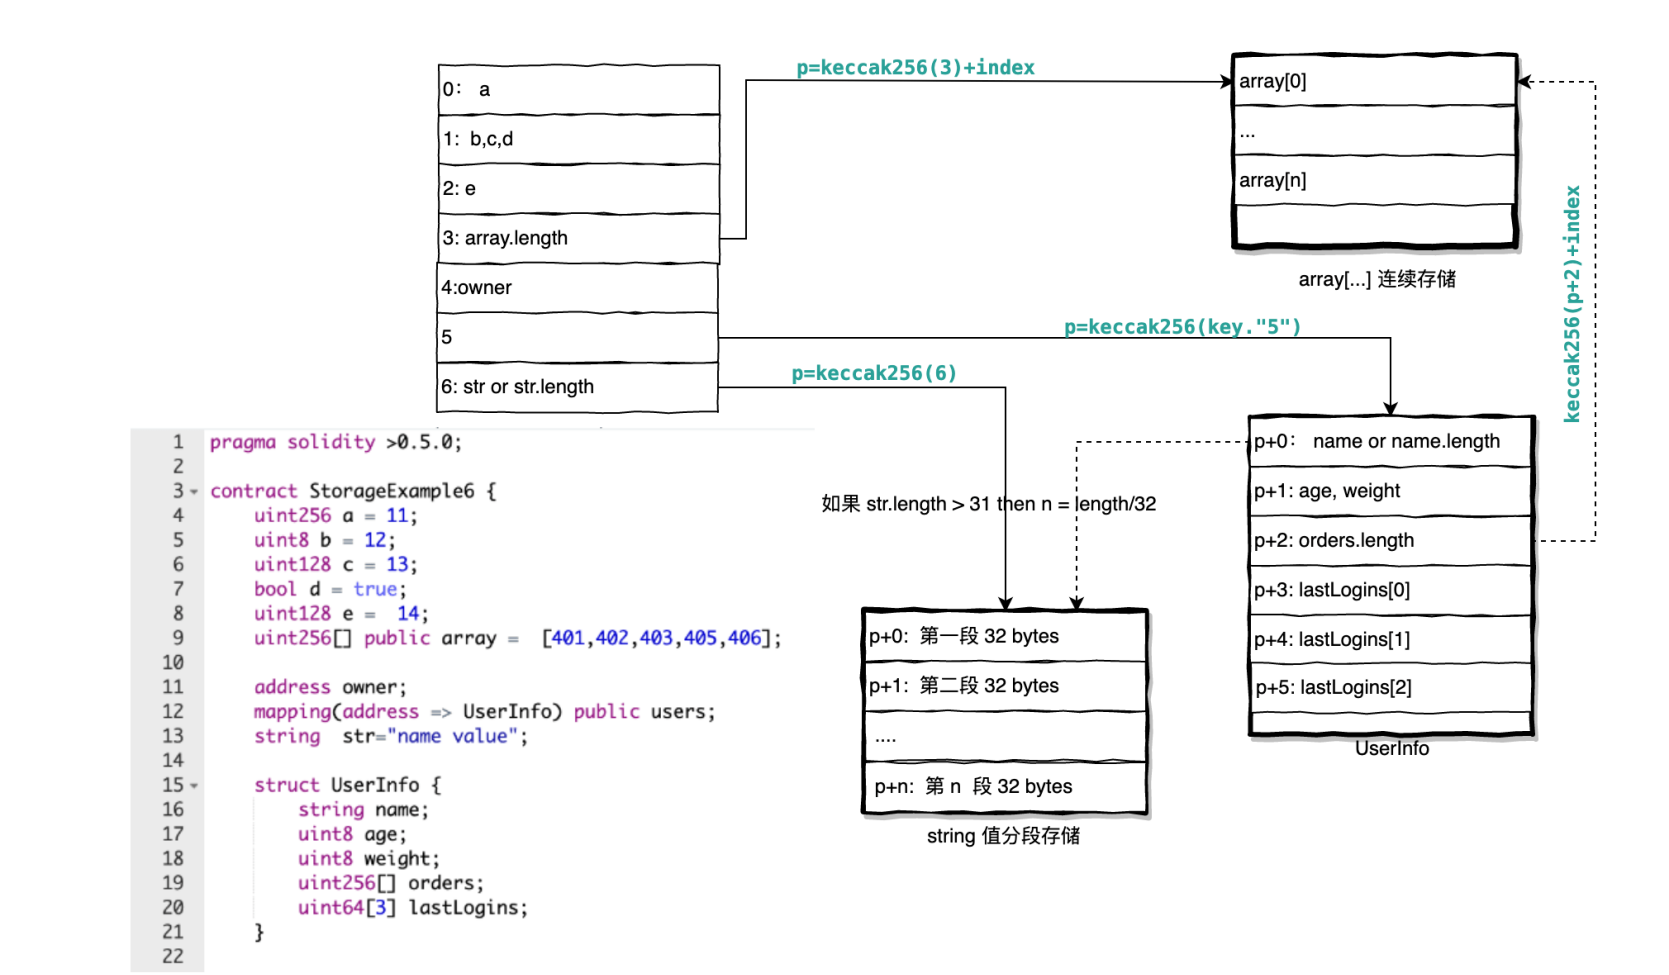 0： a
1: b,c,d
2: e
3: array.length
4:owner
5
6: str or str.length
p=keccak256(3)+index
array[0]
...
array[n]
array[...] 连续存储
keccak256(p+2)+index
p=keccak256(key."5")
p=keccak256(6)
p+0： name or name.length
p+1: age, weight
p+2: orders.length
p+3: lastLogins[0]
p+4: lastLogins[1]
p+5: lastLogins[2]
UserInfo
如果 str.length > 31 then n = length/32
p+0: 第一段 32 bytes
p+1: 第二段 32 bytes
....
p+n: 第 n 段 32 bytes
string 值分段存储
1 pragma solidity >0.5.0;
2
3 contract StorageExample6 {
4 uint256 a = 11;
5 uint8 b = 12;
6 uint128 c = 13;
7 bool d = true;
8 uint128 e = 14;
9 uint256[] public array = [401,402,403,405,406];
10
11 address owner;
12 mapping(address => UserInfo) public users;
13 string str="name value";
14
15 struct UserInfo {
16 string name;
17 uint8 age;
18 uint8 weight;
19 uint256[] orders;
20 uint64[3] lastLogins;
21 }
22